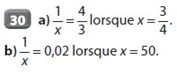 30 a) 1/x = 4/3 lorsque x = 3/4.
b) 1/x = 0,02 lorsque x = 50.